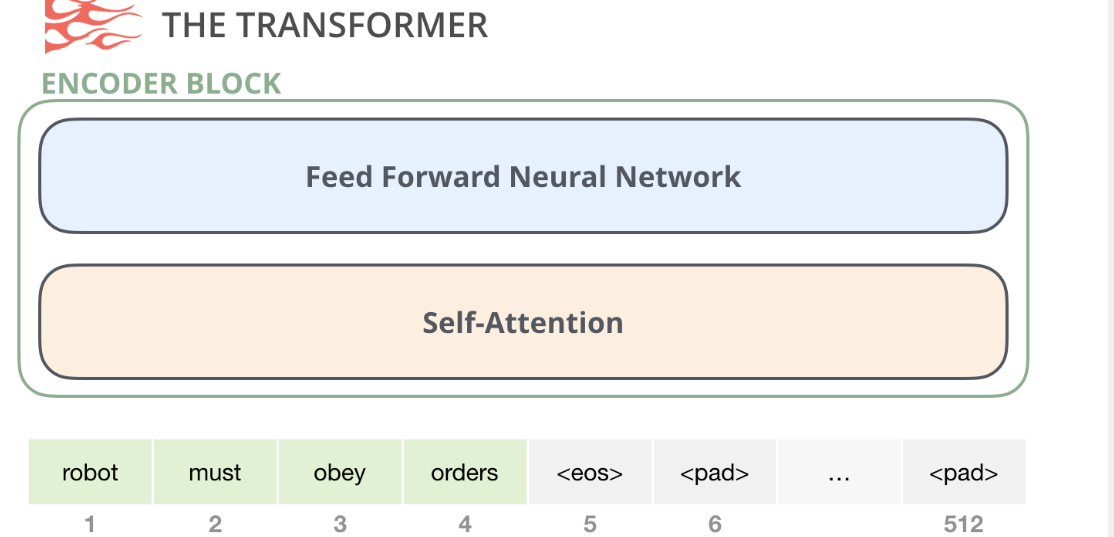 THE TRANSFORMER
ENCODER BLOCK
Feed Forward Neural Network
Self-Attention
robot must obey orders <eos> <pad> ... <pad>
1 2 3 4 5 6 512